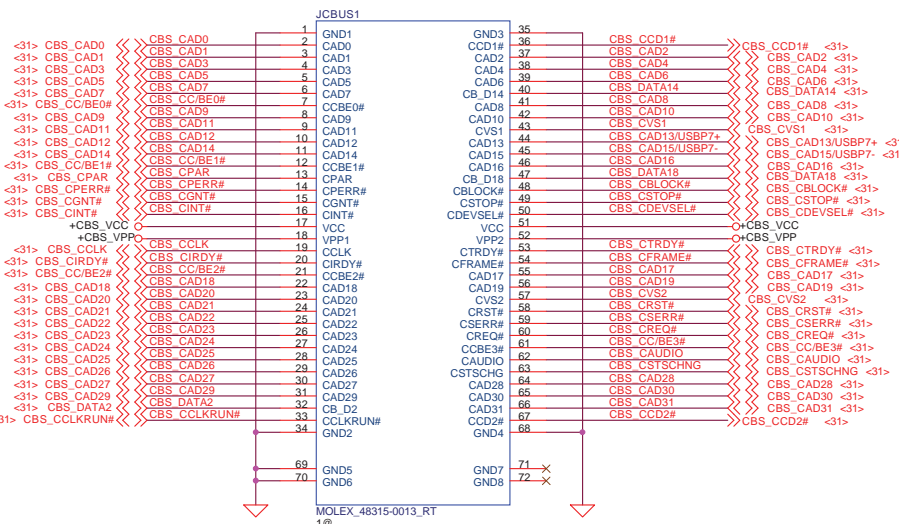 JCBUS1
1 GND1 GND3 35
<31> CBS_CAD0 CBS_CAD0 2 CAD0 CCD1# 36 CBS_CCD1# CBS_CCD1# <31>
<31> CBS_CAD1 CBS_CAD1 3 CAD1 CAD2 37 CBS_CAD2 CBS_CAD2 <31>
<31> CBS_CAD3 CBS_CAD3 4 CAD3 CAD4 38 CBS_CAD4 CBS_CAD4 <31>
<31> CBS_CAD5 CBS_CAD5 5 CAD5 CAD6 39 CBS_CAD6 CBS_CAD6 <31>
<31> CBS_CAD7 CBS_CAD7 6 CAD7 CB_D14 40 CBS_DATA14 CBS_DATA14 <31>
<31> CBS_CC/BE0# CBS_CC/BE0# 7 CCBE0# CAD8 41 CBS_CAD8 CBS_CAD8 <31>
<31> CBS_CAD9 CBS_CAD9 8 CAD9 CAD10 42 CBS_CAD10 CBS_CAD10 <31>
<31> CBS_CAD11 CBS_CAD11 9 CAD11 CVS1 43 CBS_CVS1 CBS_CVS1 <31>
<31> CBS_CAD12 CBS_CAD12 10 CAD12 CAD13 44 CBS_CAD13/USBP7+ CBS_CAD13/USBP7+ <31
<31> CBS_CAD14 CBS_CAD14 11 CAD14 CAD15 45 CBS_CAD15/USBP7- CBS_CAD15/USBP7- <31
<31> CBS_CC/BE1# CBS_CC/BE1# 12 CCBE1# CAD16 46 CBS_CAD16 CBS_CAD16 <31>
<31> CBS_CPAR CBS_CPAR 13 CPAR CB_D18 47 CBS_DATA18 CBS_DATA18 <31>
<31> CBS_CPERR# CBS_CPERR# 14 CPERR# CBLOCK# 48 CBS_CBLOCK# CBS_CBLOCK# <31>
<31> CBS_CGNT# CBS_CGNT# 15 CGNT# CSTOP# 49 CBS_CSTOP# CBS_CSTOP# <31>
<31> CBS_CINT# CBS_CINT# 16 CINT# CDEVSEL# 50 CBS_CDEVSEL# CBS_CDEVSEL# <31>
+CBS_VCC 17 VCC VCC 51 +CBS_VCC
+CBS_VPP 18 VPP1 VPP2 52 +CBS_VPP
<31> CBS_CCLK CBS_CCLK 19 CCLK CTRDY# 53 CBS_CTRDY# CBS_CTRDY# <31>
<31> CBS_CIRDY# CBS_CIRDY# 20 CIRDY# CFRAME# 54 CBS_CFRAME# CBS_CFRAME# <31>
<31> CBS_CC/BE2# CBS_CC/BE2# 21 CCBE2# CAD17 55 CBS_CAD17 CBS_CAD17 <31>
<31> CBS_CAD18 CBS_CAD18 22 CAD18 CAD19 56 CBS_CAD19 CBS_CAD19 <31>
<31> CBS_CAD20 CBS_CAD20 23 CAD20 CVS2 57 CBS_CVS2 CBS_CVS2 <31>
<31> CBS_CAD21 CBS_CAD21 24 CAD21 CRST# 58 CBS_CRST# CBS_CRST# <31>
<31> CBS_CAD22 CBS_CAD22 25 CAD22 CSERR# 59 CBS_CSERR# CBS_CSERR# <31>
<31> CBS_CAD23 CBS_CAD23 26 CAD23 CREQ# 60 CBS_CREQ# CBS_CREQ# <31>
<31> CBS_CAD24 CBS_CAD24 27 CAD24 CCBE3# 61 CBS_CC/BE3# CBS_CC/BE3# <31>
<31> CBS_CAD25 CBS_CAD25 28 CAD25 CAUDIO 62 CBS_CAUDIO CBS_CAUDIO <31>
<31> CBS_CAD26 CBS_CAD26 29 CAD26 CSTSCHG 63 CBS_CSTSCHNG CBS_CSTSCHNG <31>
<31> CBS_CAD27 CBS_CAD27 30 CAD27 CAD28 64 CBS_CAD28 CBS_CAD28 <31>
<31> CBS_CAD29 CBS_CAD29 31 CAD29 CAD30 65 CBS_CAD30 CBS_CAD30 <31>
<31> CBS_DATA2 CBS_DATA2 32 CB_D2 CAD31 66 CBS_CAD31 CBS_CAD31 <31>
31> CBS_CCLKRUN# CBS_CCLKRUN# 33 CCLKRUN# CCD2# 67 CBS_CCD2# CBS_CCD2# <31>
34 GND2 GND4 68
69 GND5 GND7 71
70 GND6 GND8 72
MOLEX_48315-0013_RT
1@